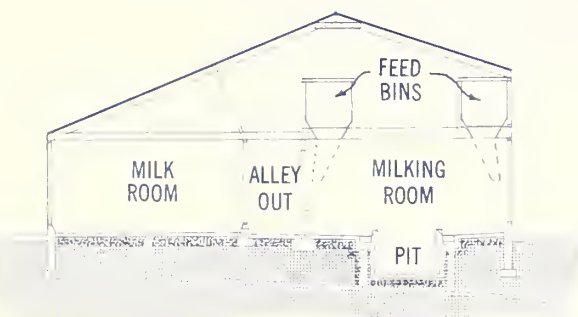 FEED
BINS
MILK
ROOM
ALLEY
OUT
MILKING
ROOM
PIT